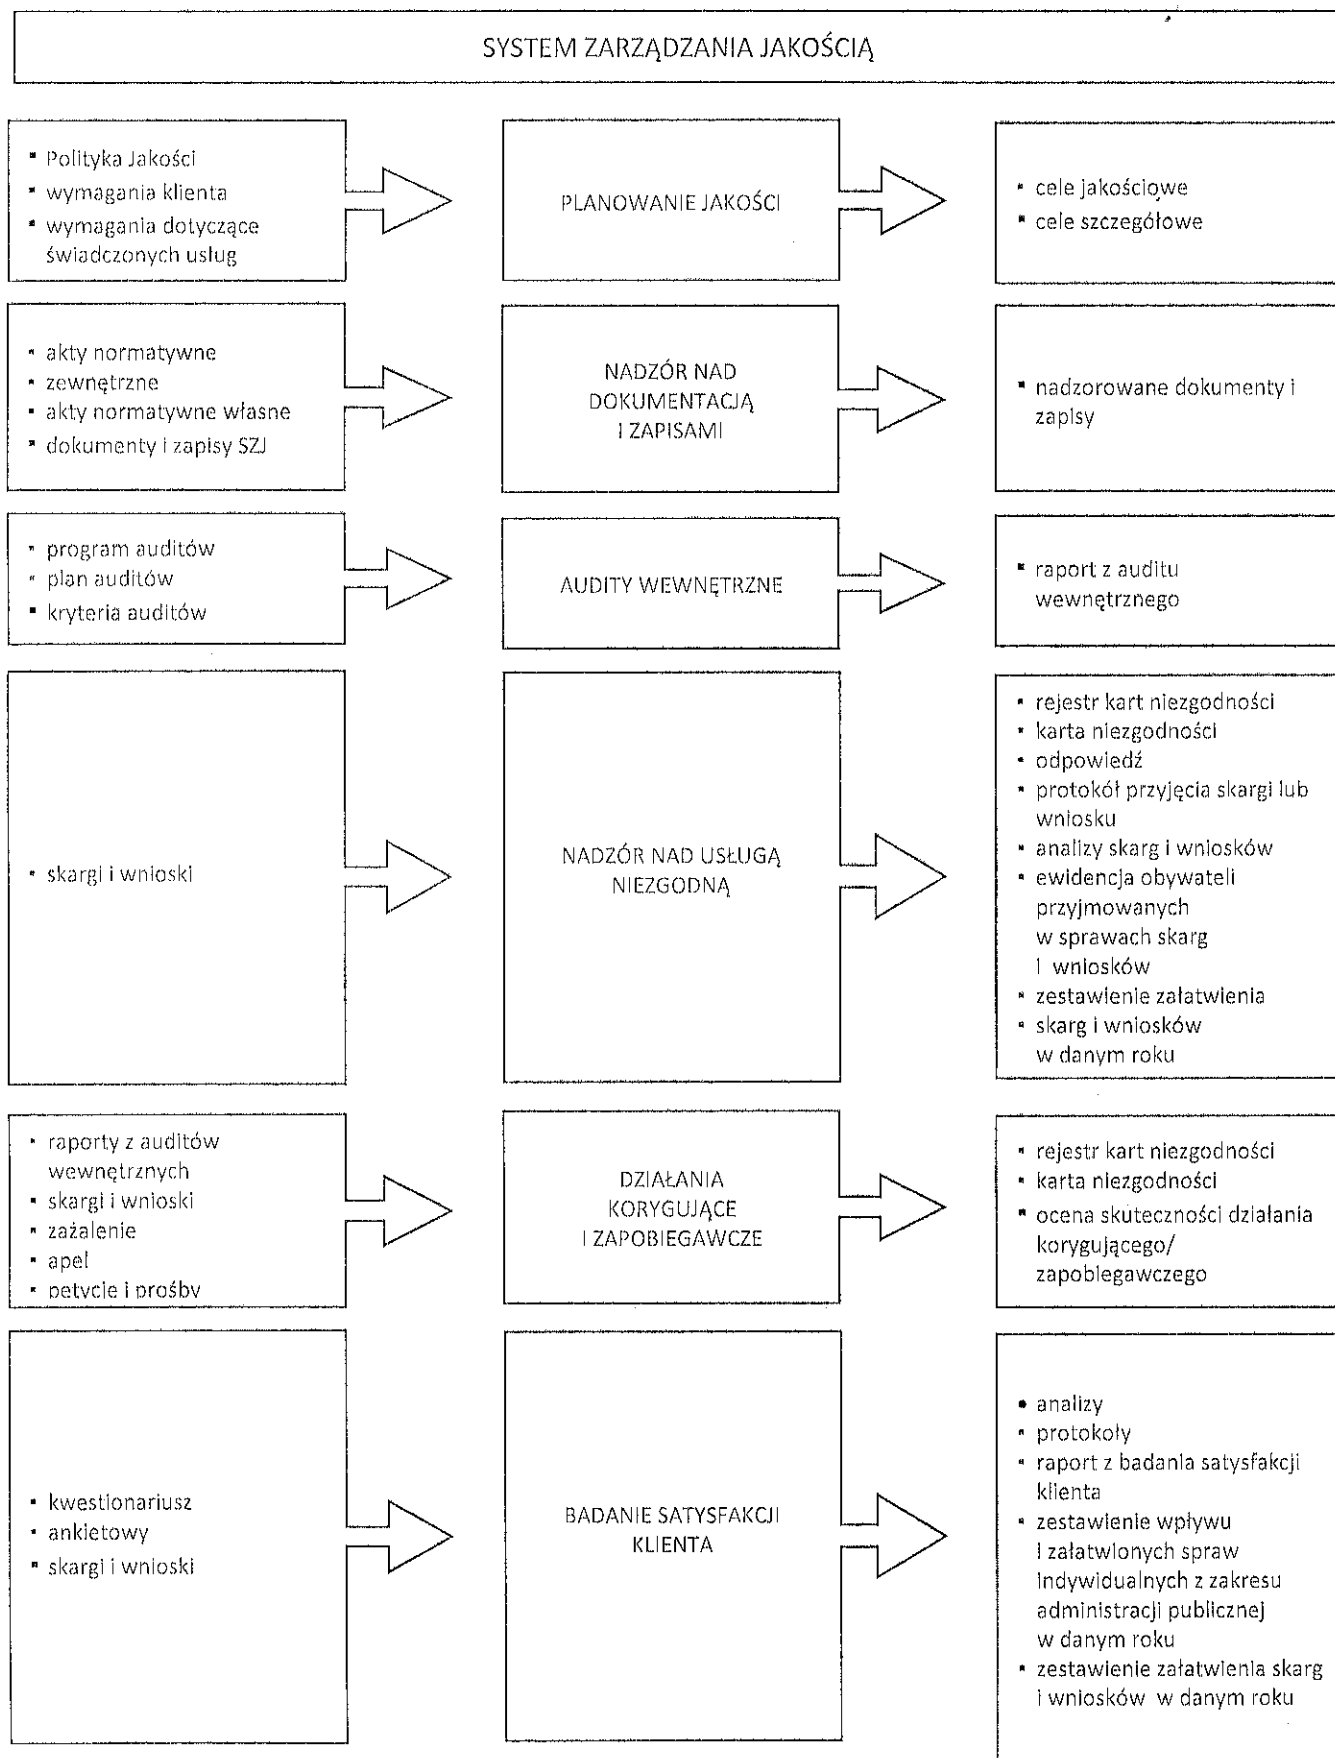 SYSTEM ZARZĄDZANIA JAKOŚCIĄ
▪ Polityka Jakości
▪ wymagania klienta
▪ wymagania dotyczące
świadczonych usług
PLANOWANIE JAKOŚCI
▪ cele jakościowe
▪ cele szczegółowe
▪ akty normatywne
▪ zewnętrzne
▪ akty normatywne własne
▪ dokumenty i zapisy SZJ
NADZÓR NAD
DOKUMENTACJĄ
I ZAPISAMI
▪ nadzorowane dokumenty i
zapisy
▪ program auditów
▪ plan auditów
▪ kryteria auditów
AUDITY WEWNĘTRZNE
▪ raport z auditu
wewnętrznego
▪ skargi i wnioski
NADZÓR NAD USŁUGĄ
NIEZGODNĄ
▪ rejestr kart niezgodności
▪ karta niezgodności
▪ odpowiedź
▪ protokół przyjęcia skargi lub
wniosku
▪ analizy skarg i wniosków
▪ ewidencja obywateli
przyjmowanych
w sprawach skarg
i wniosków
▪ zestawienie załatwienia
▪ skarg i wniosków
w danym roku
▪ raporty z auditów
wewnętrznych
▪ skargi i wnioski
▪ zażalenie
▪ apel
▪ petycje i prośby
DZIAŁANIA
KORYGUJĄCE
I ZAPOBIEGAWCZE
▪ rejestr kart niezgodności
▪ karta niezgodności
▪ ocena skuteczności działania
korygującego/
zapobiegawczego
▪ kwestionariusz
▪ ankietowy
▪ skargi i wnioski
BADANIE SATYSFAKCJI
KLIENTA
• analizy
▪ protokoły
▪ raport z badania satysfakcji
klienta
▪ zestawienie wpływu
i załatwionych spraw
indywidualnych z zakresu
administracji publicznej
w danym roku
▪ zestawienie załatwienia skarg
i wniosków w danym roku